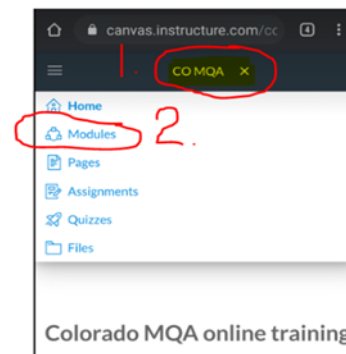 canvas.instructure.com/cc 4
1. CO MQA ×
Home
Modules 2.
Pages
Assignments
Quizzes
Files
Colorado MQA online training